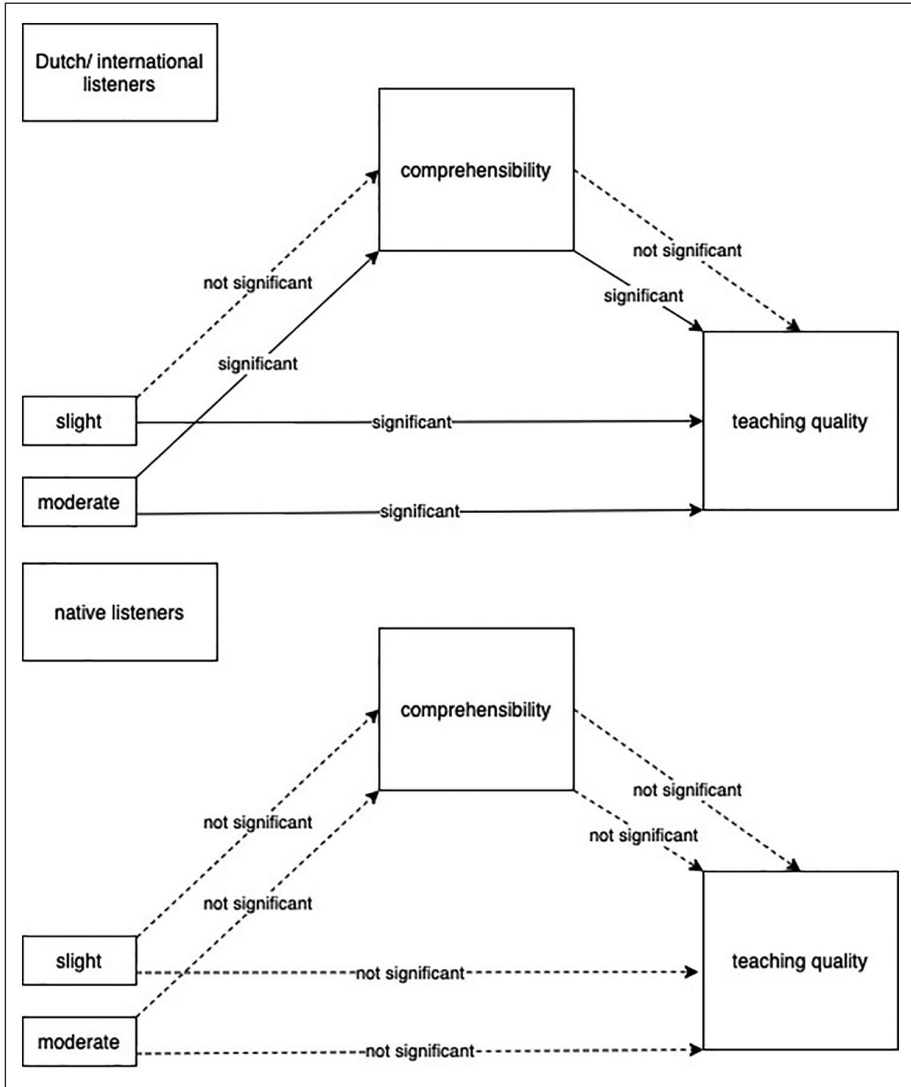 Dutch/ international
listeners
comprehensibility
not significant
not significant
significant
significant
slight
significant
teaching quality
moderate
significant
native listeners
comprehensibility
not significant
not significant
not significant
not significant
slight
not significant
teaching quality
moderate
not significant